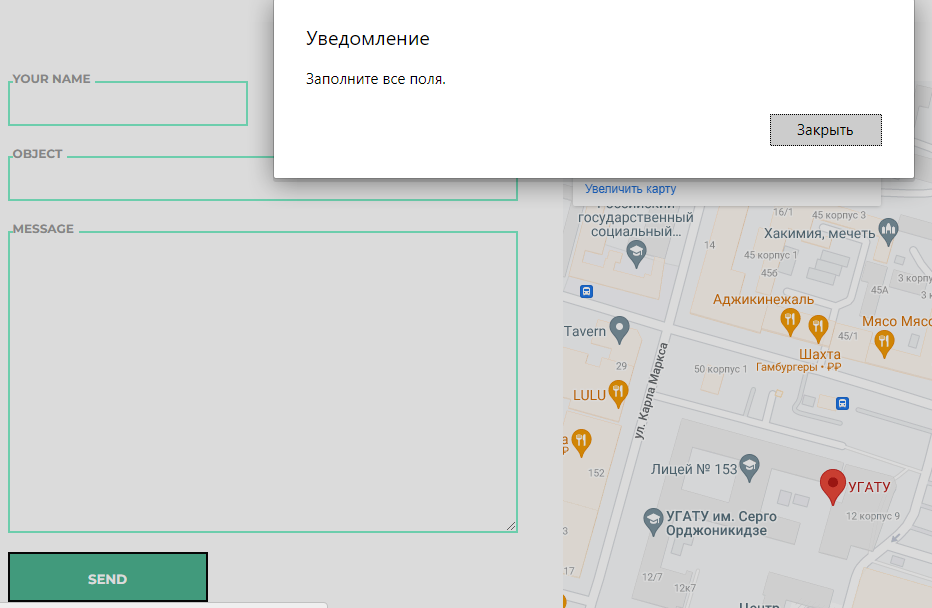 Уведомление
Заполните все поля.
Закрыть
YOUR NAME
OBJECT
MESSAGE
SEND
Увеличить карту
Российский
государственный
социальный...
16/1
45 корпус 3
Хакимия, мечеть
14
45 корпус 1
456
45А
3 корпу
Аджикинежаль
Tavern
45/1
Мясо Мясо
Шахта
Гамбургеры • ₽₽
29
50 корпус 1
LULU
ул. Карла Маркса
152
Лицей № 153
УГАТУ
УГАТУ им. Серго
Орджоникидзе
12 корпус 9
17
12/7
12к7
Центр